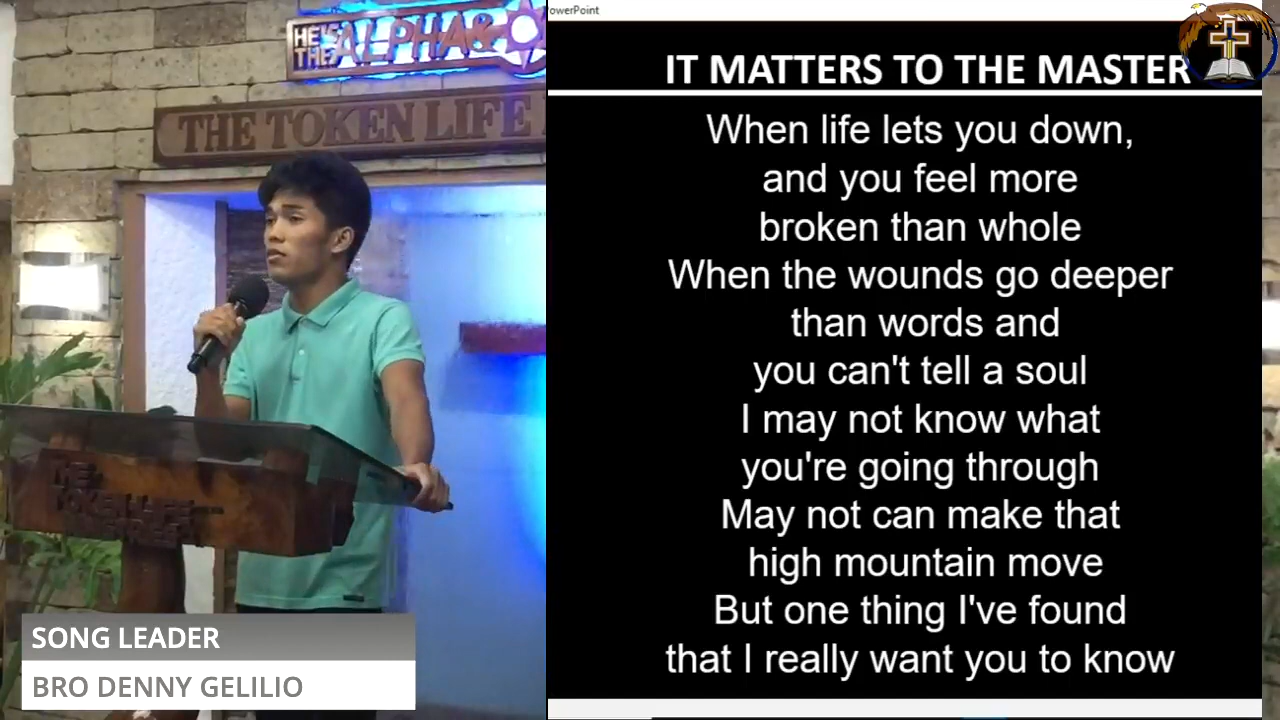 HE IS
THE ALPHA &
THE TOKEN LIFE
TOKEN LIFE
SONG LEADER
BRO DENNY GELILIO
PowerPoint
IT MATTERS TO THE MASTER
When life lets you down,
and you feel more
broken than whole
When the wounds go deeper
than words and
you can't tell a soul
I may not know what
you're going through
May not can make that
high mountain move
But one thing I've found
that I really want you to know